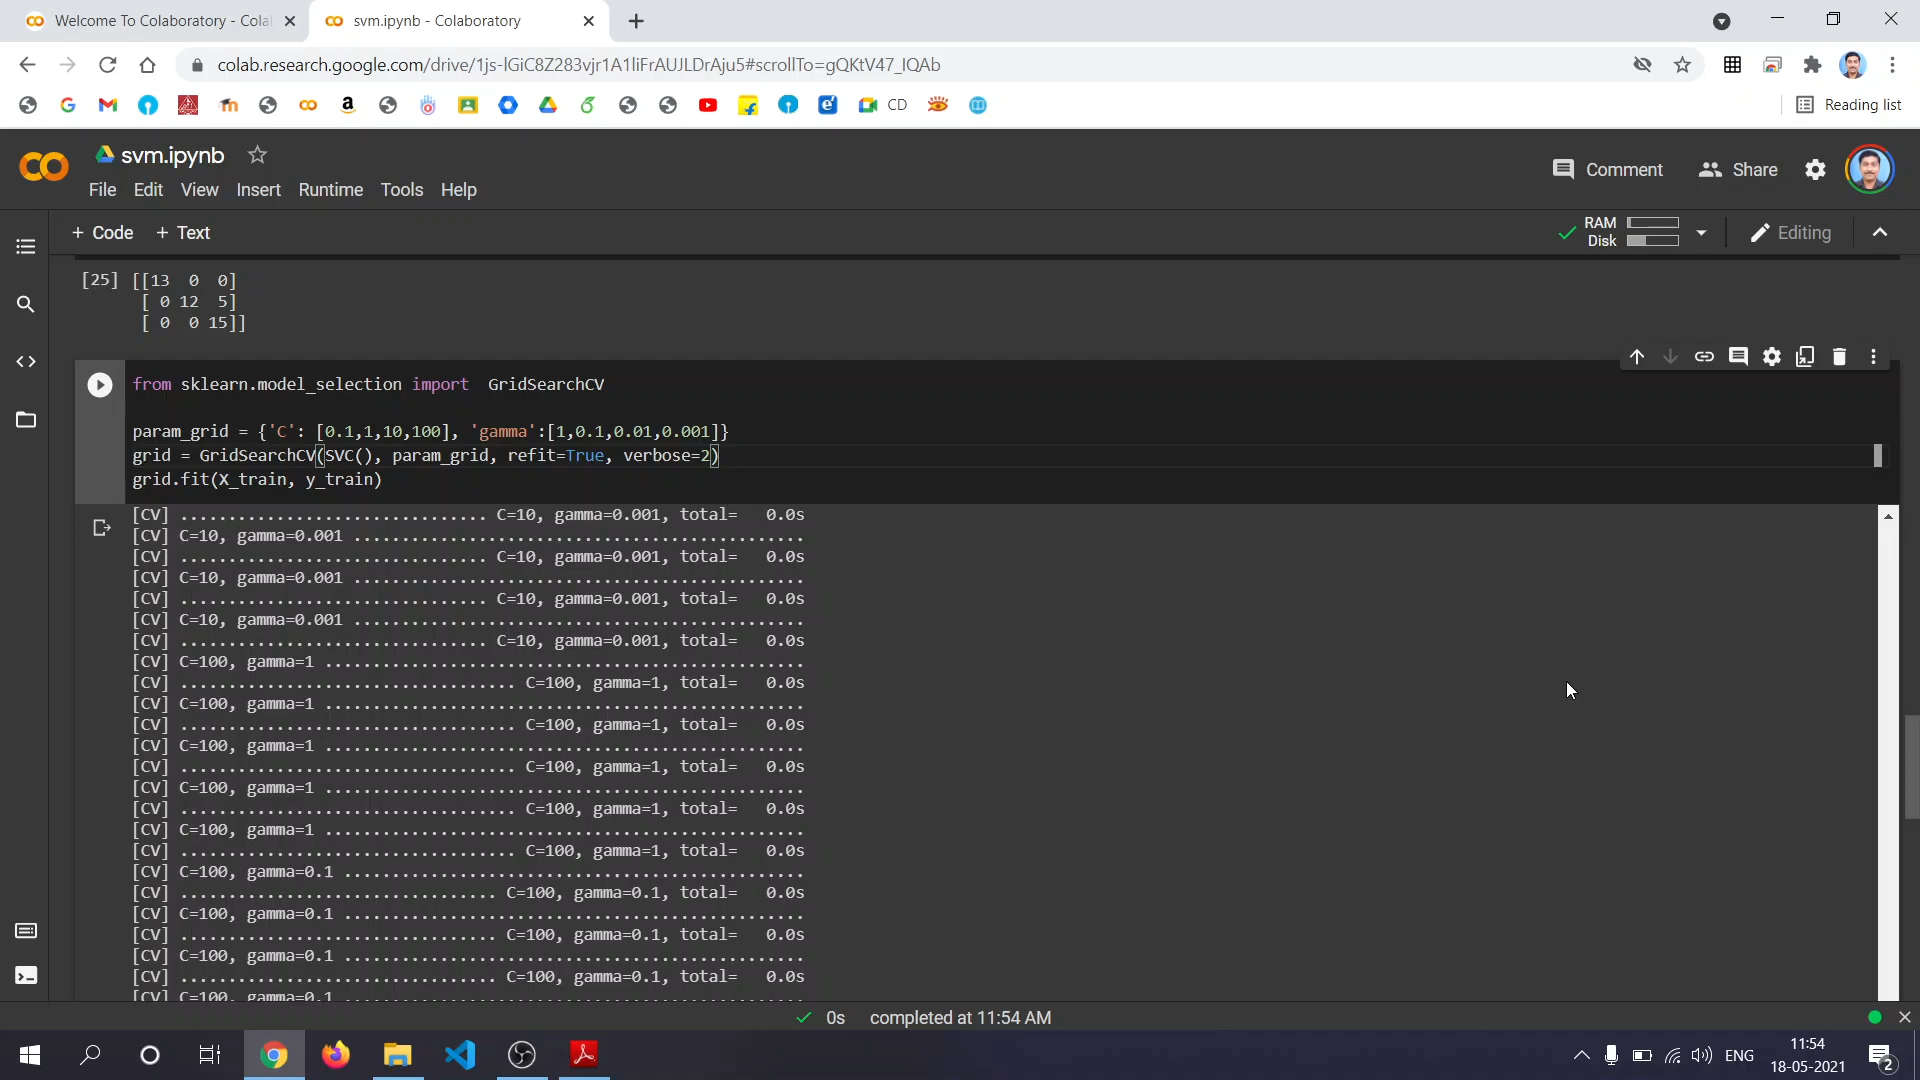 Welcome To Colaboratory - Cola
svm.ipynb - Colaboratory
colab.research.google.com/drive/1js-lGiC8Z283vjr1A1liFrAUJLDrAju5#scrollTo=gQKtV47_IQAb
CD
Reading list
svm.ipynb
Comment
Share
File Edit View Insert Runtime Tools Help
+ Code + Text
RAM
Disk
Editing
[25] [[13 0 0]
[ 0 12 5]
[ 0 0 15]]
from sklearn.model_selection import GridSearchCV
param_grid = {'C': [0.1,1,10,100], 'gamma':[1,0.1,0.01,0.001]}
grid = GridSearchCV(SVC(), param_grid, refit=True, verbose=2)
grid.fit(X_train, y_train)
[CV] ................................ C=10, gamma=0.001, total= 0.0s
[CV] C=10, gamma=0.001 ...............................................
[CV] ................................ C=10, gamma=0.001, total= 0.0s
[CV] C=10, gamma=0.001 ...............................................
[CV] ................................ C=10, gamma=0.001, total= 0.0s
[CV] C=10, gamma=0.001 ...............................................
[CV] ................................ C=10, gamma=0.001, total= 0.0s
[CV] C=100, gamma=1 ..................................................
[CV] ................................... C=100, gamma=1, total= 0.0s
[CV] C=100, gamma=1 ..................................................
[CV] ................................... C=100, gamma=1, total= 0.0s
[CV] C=100, gamma=1 ..................................................
[CV] ................................... C=100, gamma=1, total= 0.0s
[CV] C=100, gamma=1 ..................................................
[CV] ................................... C=100, gamma=1, total= 0.0s
[CV] C=100, gamma=1 ..................................................
[CV] ................................... C=100, gamma=1, total= 0.0s
[CV] C=100, gamma=0.1 ................................................
[CV] ................................. C=100, gamma=0.1, total= 0.0s
[CV] C=100, gamma=0.1 ................................................
[CV] ................................. C=100, gamma=0.1, total= 0.0s
[CV] C=100, gamma=0.1 ................................................
[CV] ................................. C=100, gamma=0.1, total= 0.0s
[CV] C=100, gamma=0.1 ................................................
0s completed at 11:54 AM
ENG
11:54
18-05-2021
2